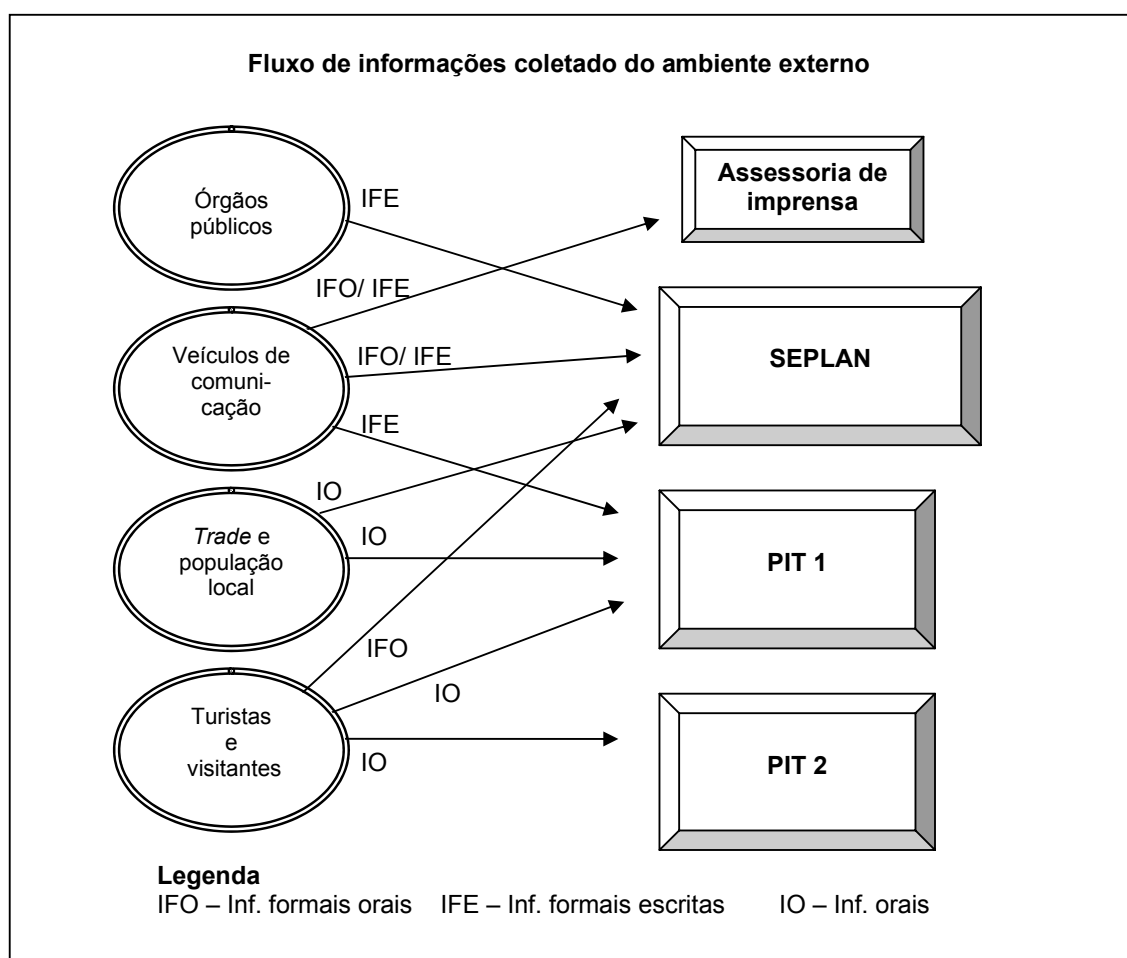 Fluxo de informações coletado do ambiente externo
Órgãos
públicos
IFE
Assessoria de
imprensa
IFO/ IFE
Veículos de
comuni-
cação
IFO/ IFE
SEPLAN
IFE
IO
Trade e
população
local
IO
PIT 1
IFO
IO
Turistas
e
visitantes
IO
PIT 2
Legenda
IFO – Inf. formais orais IFE – Inf. formais escritas IO – Inf. orais